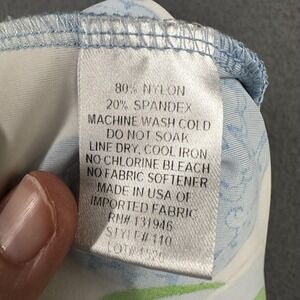 80% NYLON
20% SPANDEX
MACHINE WASH COLD
DO NOT SOAK
LINE DRY, COOL IRON
NO CHLORINE BLEACH
NO FABRIC SOFTENER
MADE IN USA OF
IMPORTED FABRIC
RN# 131946
STYLE# 110
LOT#